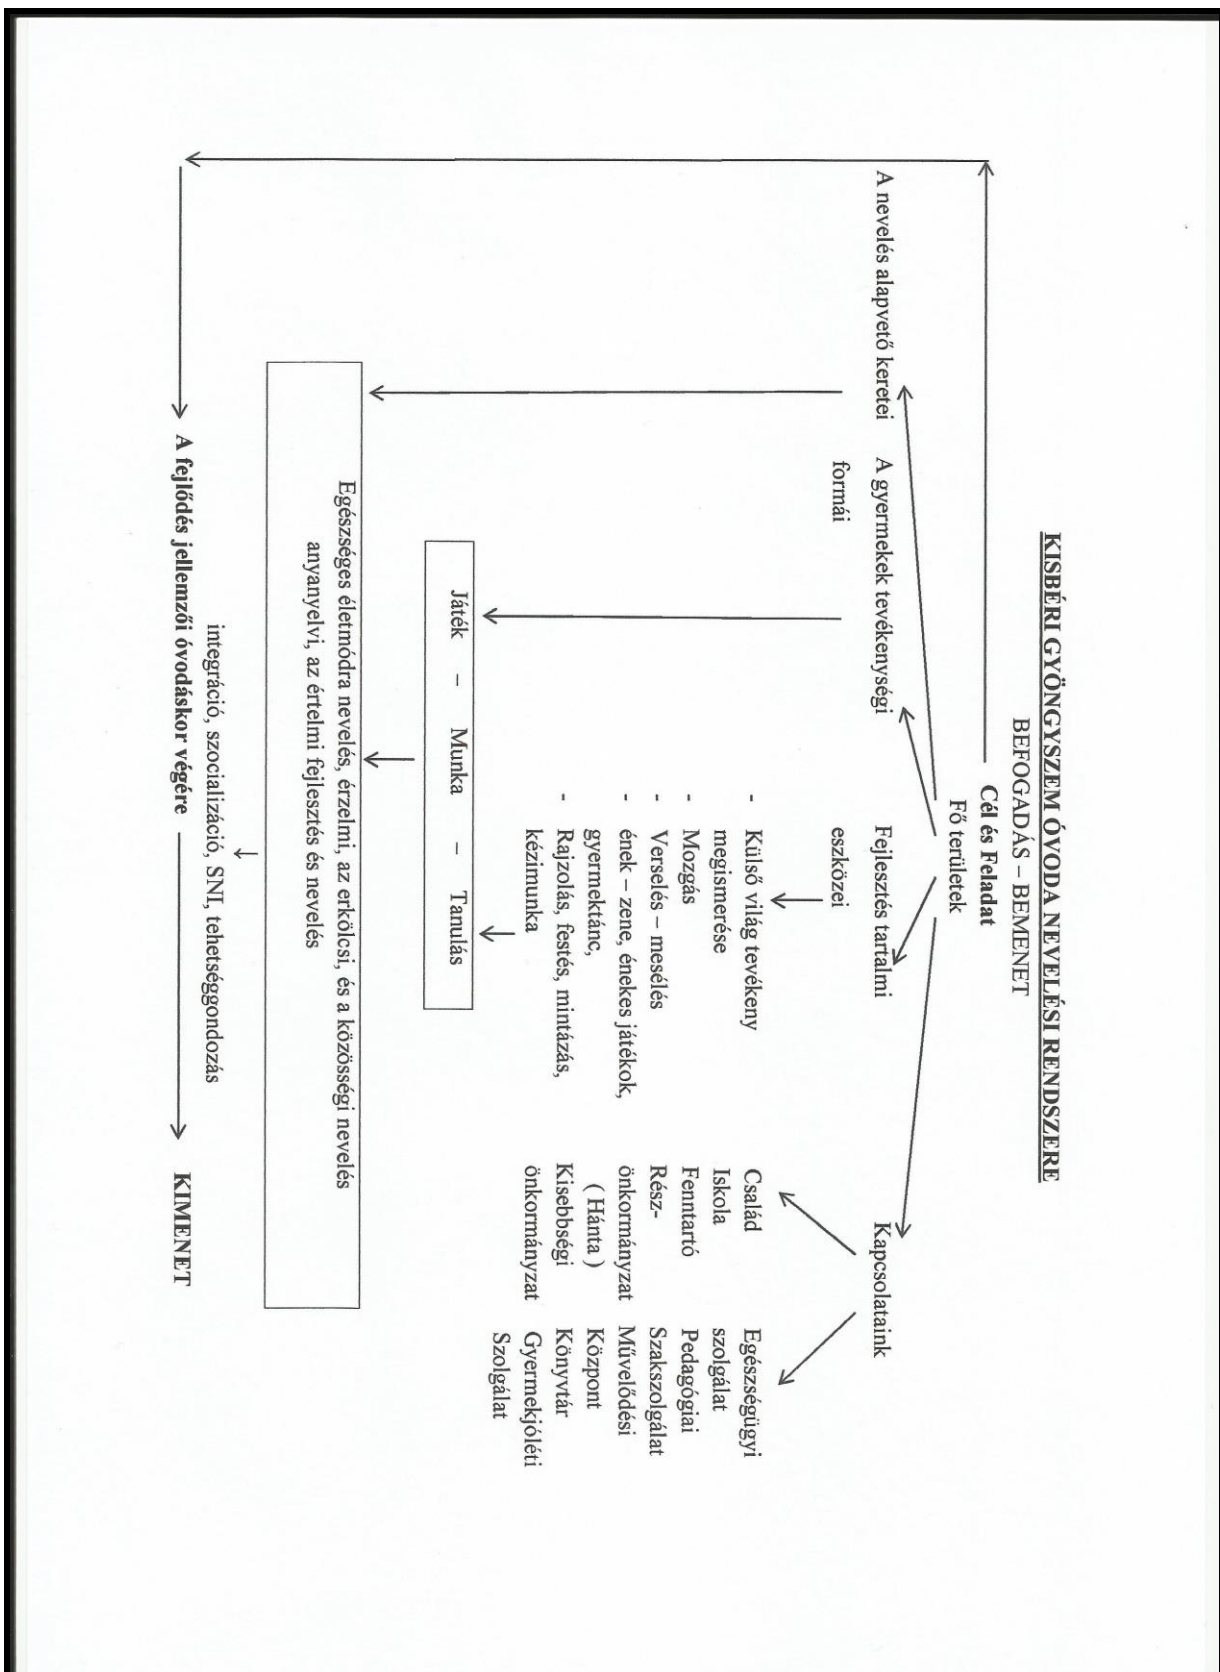 KISBÉRI GYÖNGYSZEM ÓVODA NEVELÉSI RENDSZERE
BEFOGADÁS – BEMENET
Cél és Feladat
Fő területek
A nevelés alapvető keretei
A gyermekek tevékenységi
formái
Fejlesztés tartalmi
eszközei
Kapcsolataink
- Külső világ tevékeny
megismerése
- Mozgás
- Verselés – mesélés
- ének – zene, énekes játékok,
gyermektánc,
- Rajzolás, festés, mintázás,
kézimunka
Család
Iskola
Fenntartó
Rész-
önkormányzat
( Hánta )
Kisebbségi
önkormányzat
Egészségügyi
szolgálat
Pedagógiai
Szakszolgálat
Művelődési
Központ
Könyvtár
Gyermekjóléti
Szolgálat
Játék – Munka – Tanulás
Egészséges életmódra nevelés, érzelmi, az erkölcsi, és a közösségi nevelés
anyanyelvi, az értelmi fejlesztés és nevelés
integráció, szocializáció, SNI, tehetséggondozás
A fejlődés jellemzői óvodáskor végére
KIMENET